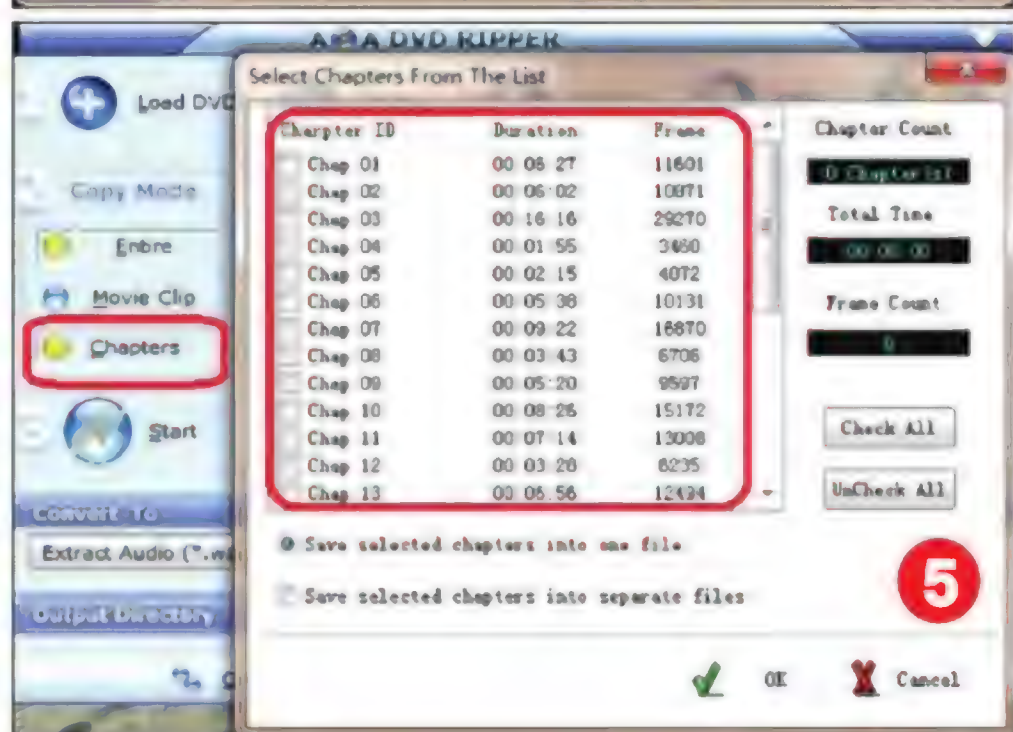 AoA DVD RIPPER
Select Chapters From The List
Load DVD
Copy Mode
Entire
Movie Clip
Chapters
Start
Convert To
Extract Audio (*.w
Output Directory
Charpter ID Duration Frame
Chap 01 00 06 27 11601
Chap 02 00 06:02 10971
Chap 03 00 16 16 29270
Chap 04 00 01 55 3460
Chap 05 00 02 15 4072
Chap 06 00 05 38 10131
Chap 07 00 09 22 16870
Chap 08 00 03 43 6706
Chap 09 00 05:20 9597
Chap 10 00 08 26 15172
Chap 11 00 07 14 13008
Chap 12 00 03 28 6235
Chap 13 00 06:56 12494
Chapter Count
0 Chapter(s)
Total Time
00:00:00
Frame Count
0
Check All
UnCheck All
Save selected chapters into one file
Save selected chapters into separate files
5
OK
Cancel